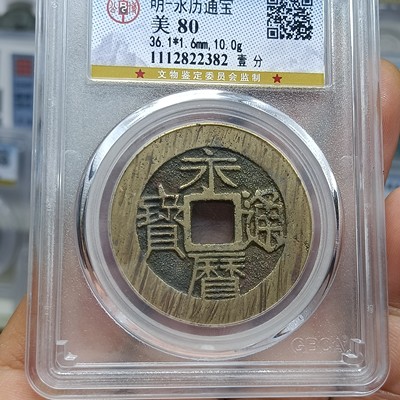 明-永历通宝
美 80
36.1*1.6mm,10.0g
1112822382 壹 分
★ 文物鉴定委员会监制 ★
永曆通寶
GBCA